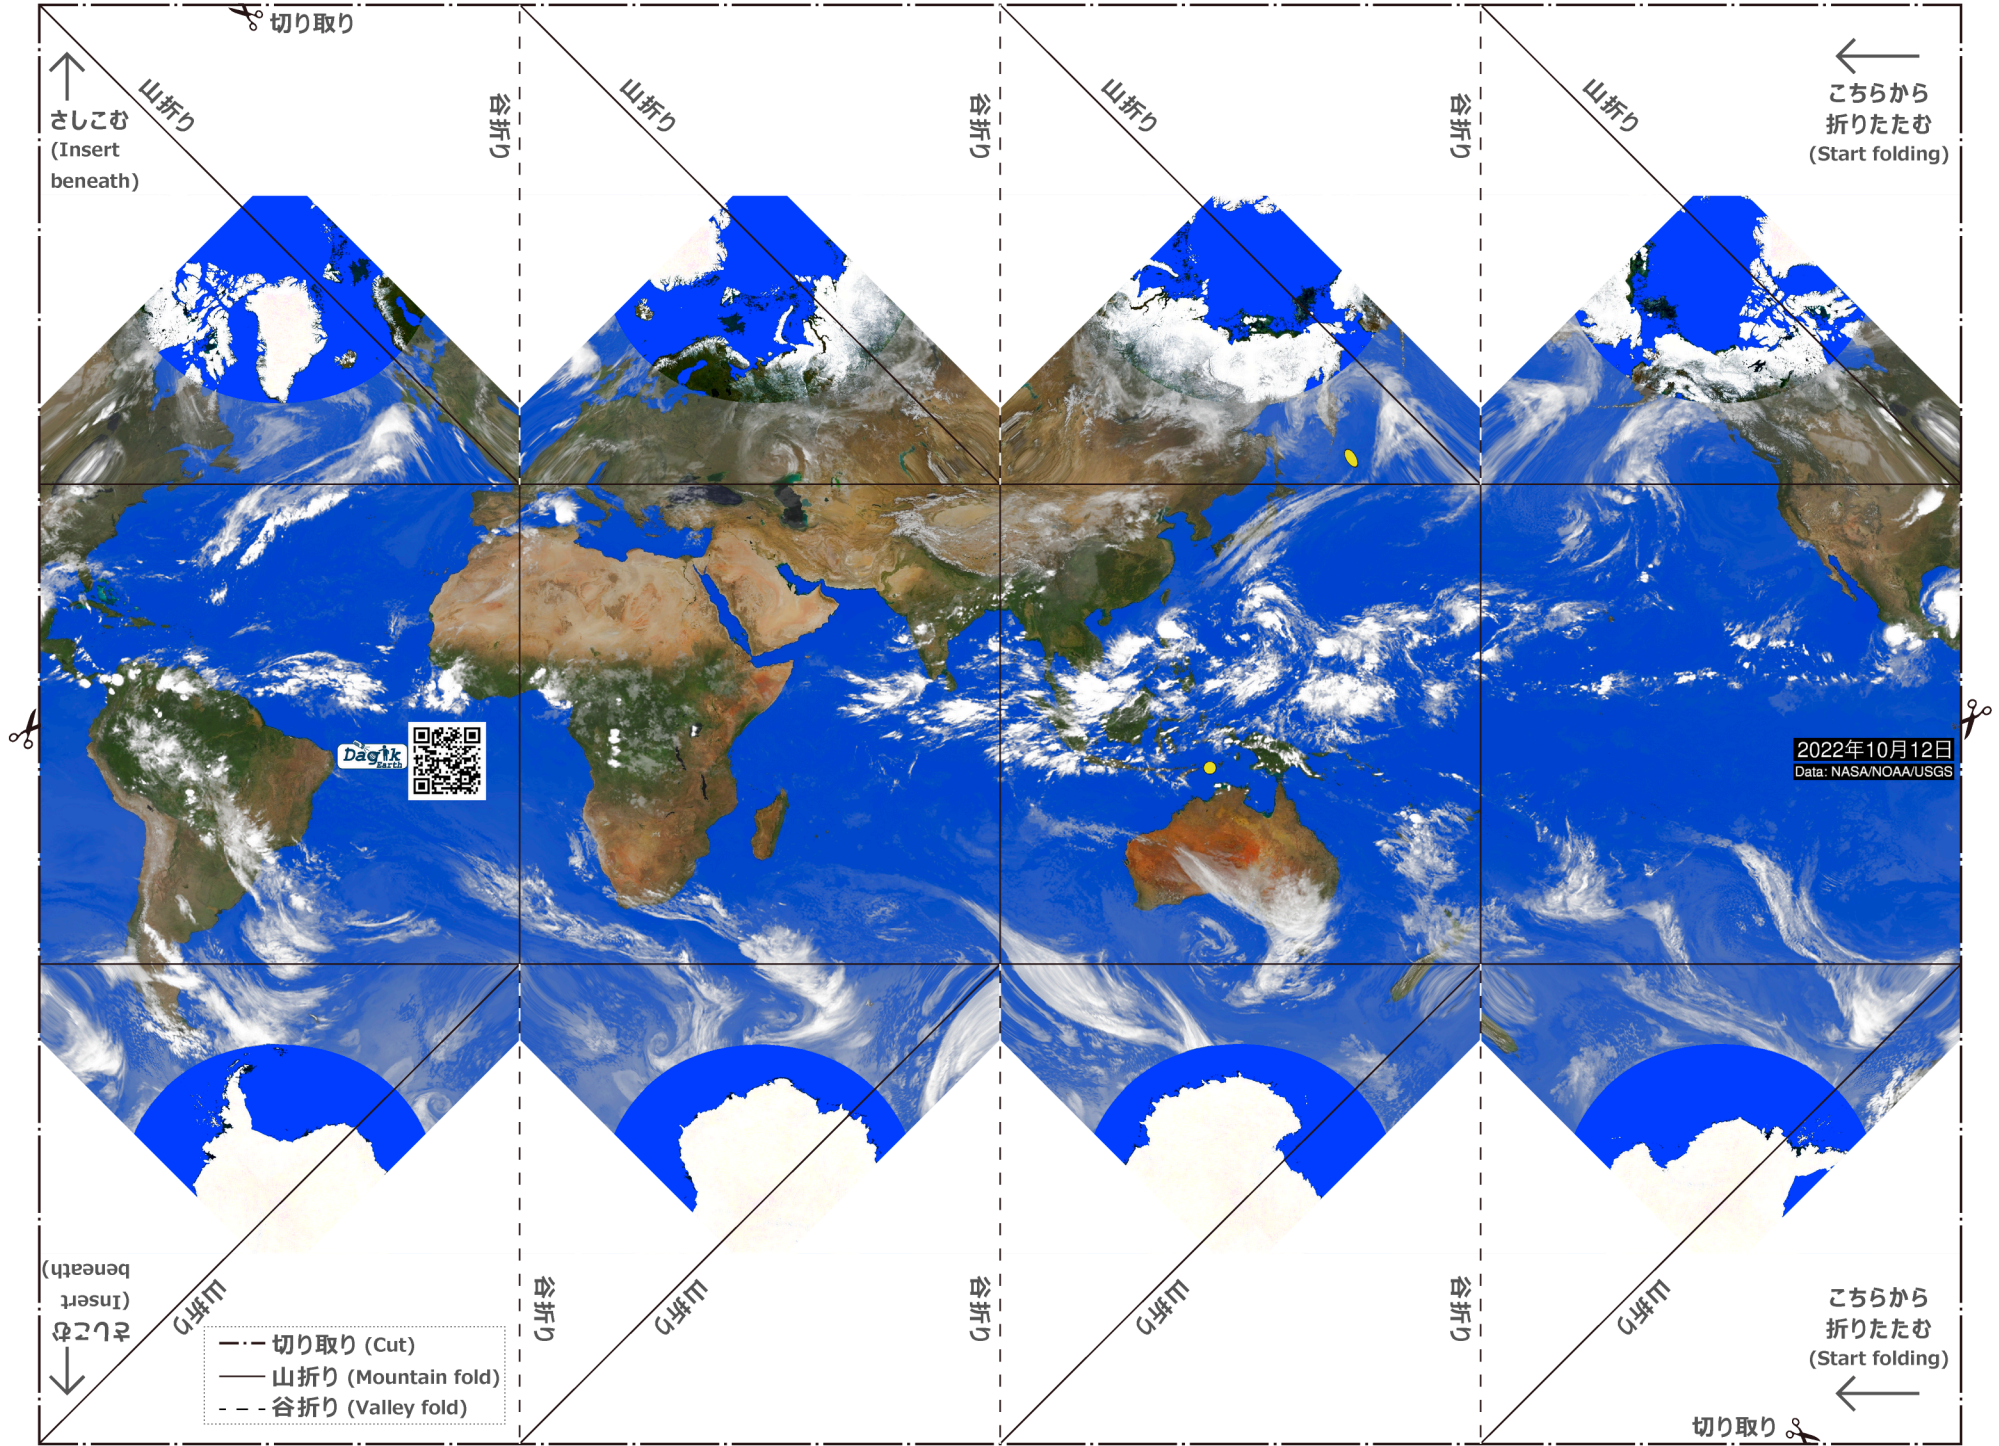 切り取り
山折り
谷折り
山折り
谷折り
山折り
谷折り
山折り
さしこむ
(Insert
beneath)
こちらから
折りたたむ
(Start folding)
Dagik
Earth
2022年10月12日
Data: NASA/NOAA/USGS
さしこむ
(Insert
beneath)
山折り
谷折り
山折り
谷折り
山折り
谷折り
山折り
こちらから
折りたたむ
(Start folding)
切り取り (Cut)
山折り (Mountain fold)
谷折り (Valley fold)
切り取り